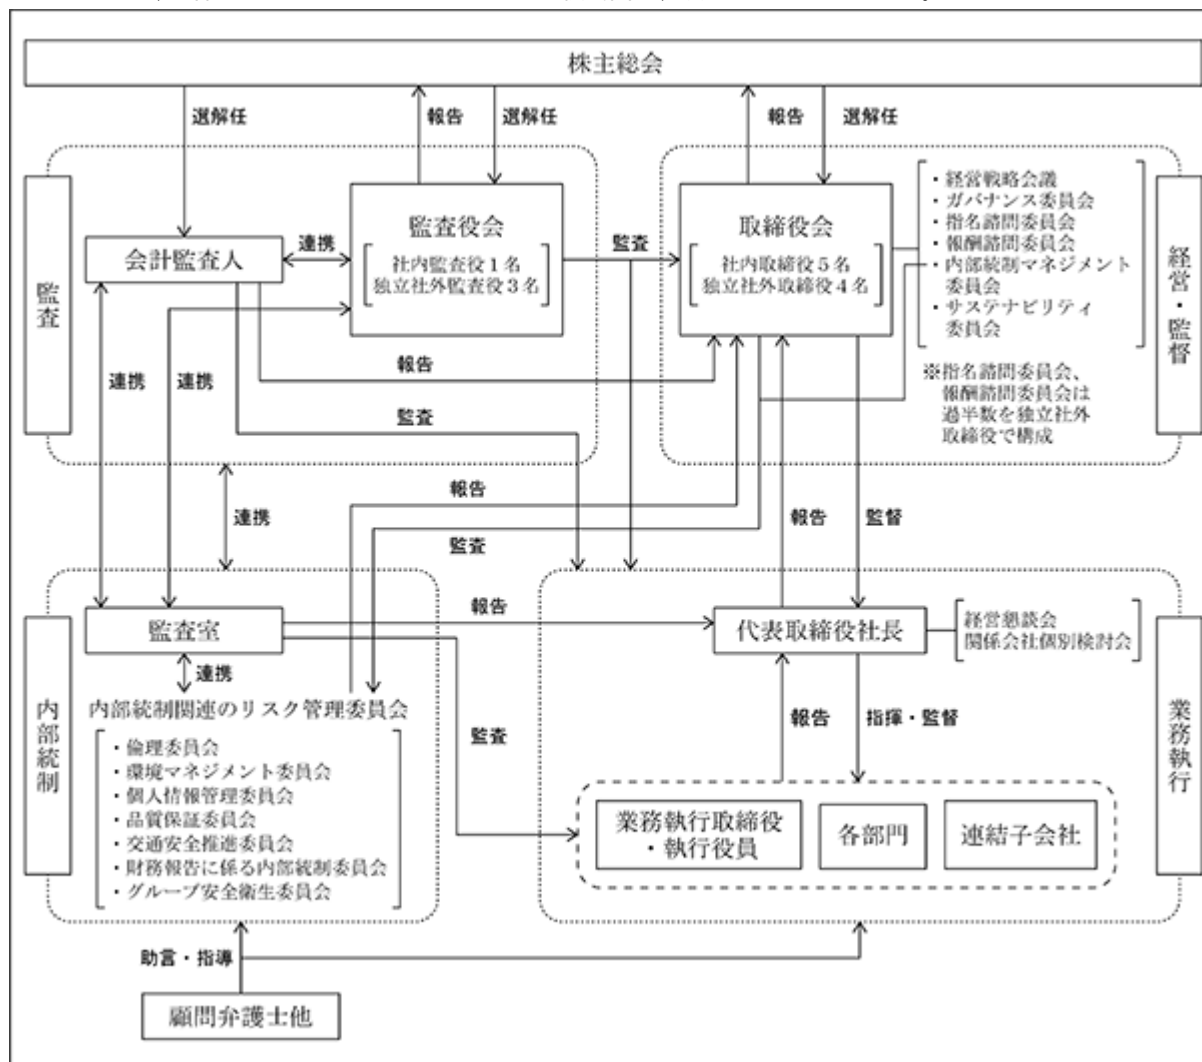 株主総会
選解任
報告
選解任
報告
選解任
監査
会計監査人
連携
監査役会
社内監査役1名
独立社外監査役3名
監査
取締役会
社内取締役5名
独立社外取締役4名
・経営戦略会議
・ガバナンス委員会
・指名諮問委員会
・報酬諮問委員会
・内部統制マネジメント
委員会
・サステナビリティ
委員会
※指名諮問委員会、
報酬諮問委員会は
過半数を独立社外
取締役で構成
経営・監督
連携
連携
報告
監査
連携
報告
監査
報告
監督
内部統制
監査室
連携
内部統制関連のリスク管理委員会
・倫理委員会
・環境マネジメント委員会
・個人情報管理委員会
・品質保証委員会
・交通安全推進委員会
・財務報告に係る内部統制委員会
・グループ安全衛生委員会
報告
監査
代表取締役社長
経営懇談会
関係会社個別検討会
報告
指揮・監督
業務執行取締役
・執行役員
各部門
連結子会社
業務執行
助言・指導
顧問弁護士他